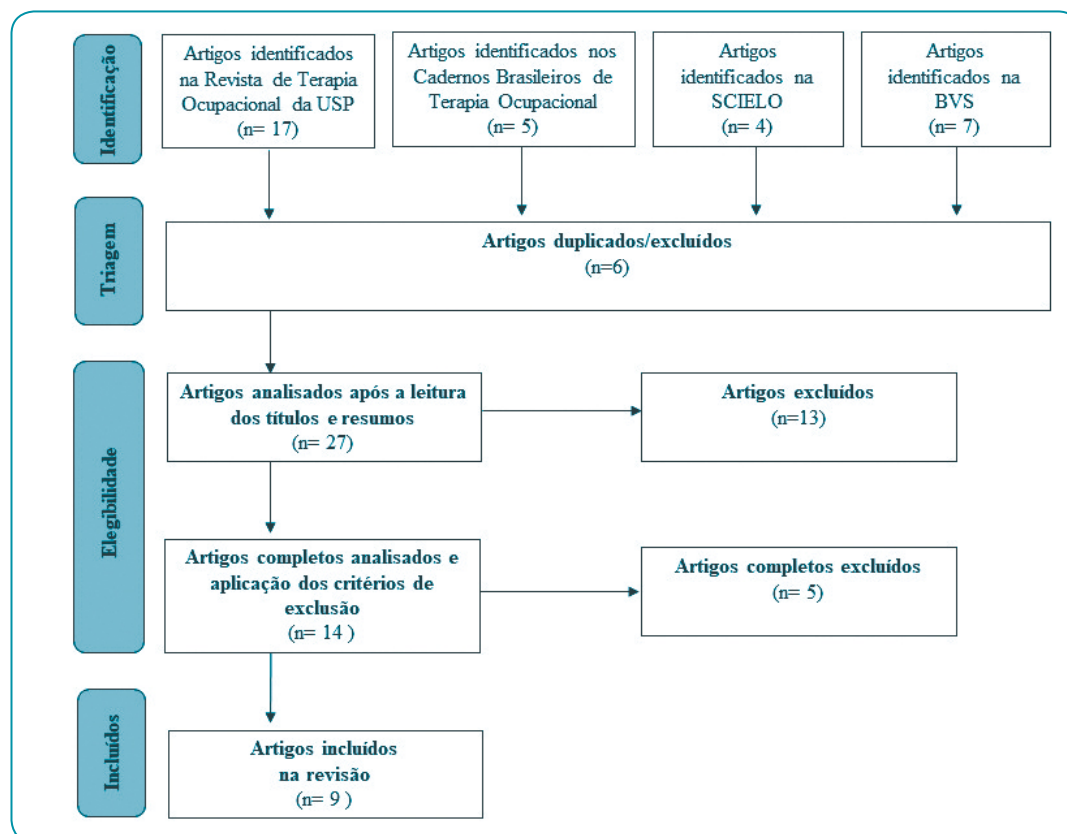 Identificação
Artigos identificados
na Revista de Terapia
Ocupacional da USP
(n= 17)
Artigos identificados nos
Cadernos Brasileiros de
Terapia Ocupacional
(n= 5)
Artigos
identificados na
SCIELO
(n= 4)
Artigos
identificados na
BVS
(n= 7)
Triagem
Artigos duplicados/excluídos
(n=6)
Elegibilidade
Artigos analisados após a leitura
dos títulos e resumos
(n= 27)
Artigos excluídos
(n=13)
Artigos completos analisados e
aplicação dos critérios de
exclusão
(n= 14 )
Artigos completos excluídos
(n= 5)
Incluídos
Artigos incluídos
na revisão
(n= 9 )